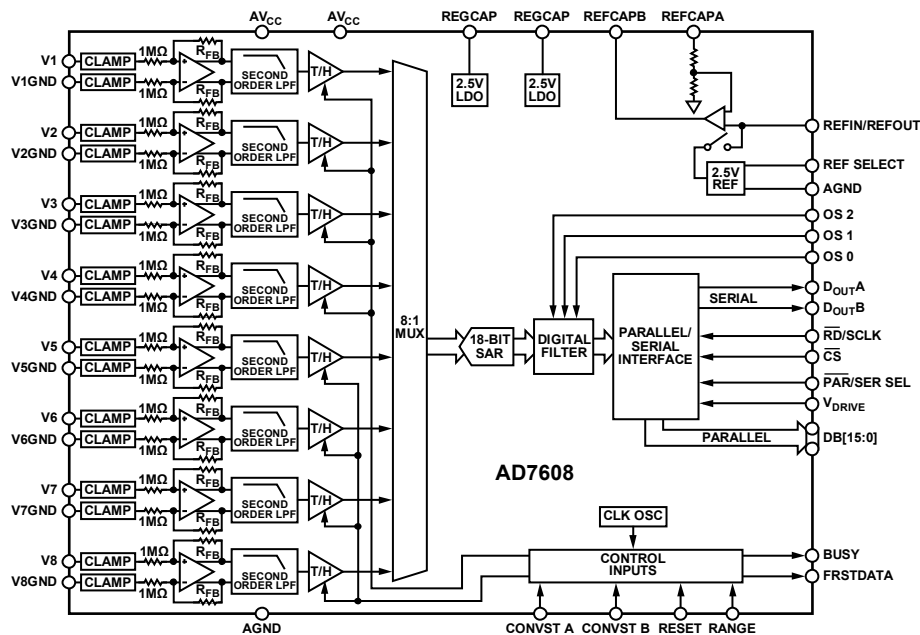 AVCC
AVCC
REGCAP
REGCAP
REFCAPB
REFCAPA
V1
V1GND
CLAMP
CLAMP
1MΩ
1MΩ
RFB
RFB
SECOND
ORDER LPF
T/H
V2
V2GND
CLAMP
CLAMP
1MΩ
1MΩ
RFB
RFB
SECOND
ORDER LPF
T/H
V3
V3GND
CLAMP
CLAMP
1MΩ
1MΩ
RFB
RFB
SECOND
ORDER LPF
T/H
V4
V4GND
CLAMP
CLAMP
1MΩ
1MΩ
RFB
RFB
SECOND
ORDER LPF
T/H
V5
V5GND
CLAMP
CLAMP
1MΩ
1MΩ
RFB
RFB
SECOND
ORDER LPF
T/H
V6
V6GND
CLAMP
CLAMP
1MΩ
1MΩ
RFB
RFB
SECOND
ORDER LPF
T/H
V7
V7GND
CLAMP
CLAMP
1MΩ
1MΩ
RFB
RFB
SECOND
ORDER LPF
T/H
V8
V8GND
CLAMP
CLAMP
1MΩ
1MΩ
RFB
RFB
SECOND
ORDER LPF
T/H
AGND
8:1
MUX
2.5V
LDO
2.5V
LDO
2.5V
REF
REFIN/REFOUT
REF SELECT
AGND
OS 2
OS 1
OS 0
18-BIT
SAR
DIGITAL
FILTER
PARALLEL/
SERIAL
INTERFACE
SERIAL
PARALLEL
DOUTA
DOUTB
R̅D̅/SCLK
C̅S̅
P̅A̅R̅/SER SEL
VDRIVE
DB[15:0]
AD7608
CLK OSC
CONTROL
INPUTS
BUSY
FRSTDATA
CONVST A
CONVST B
RESET
RANGE